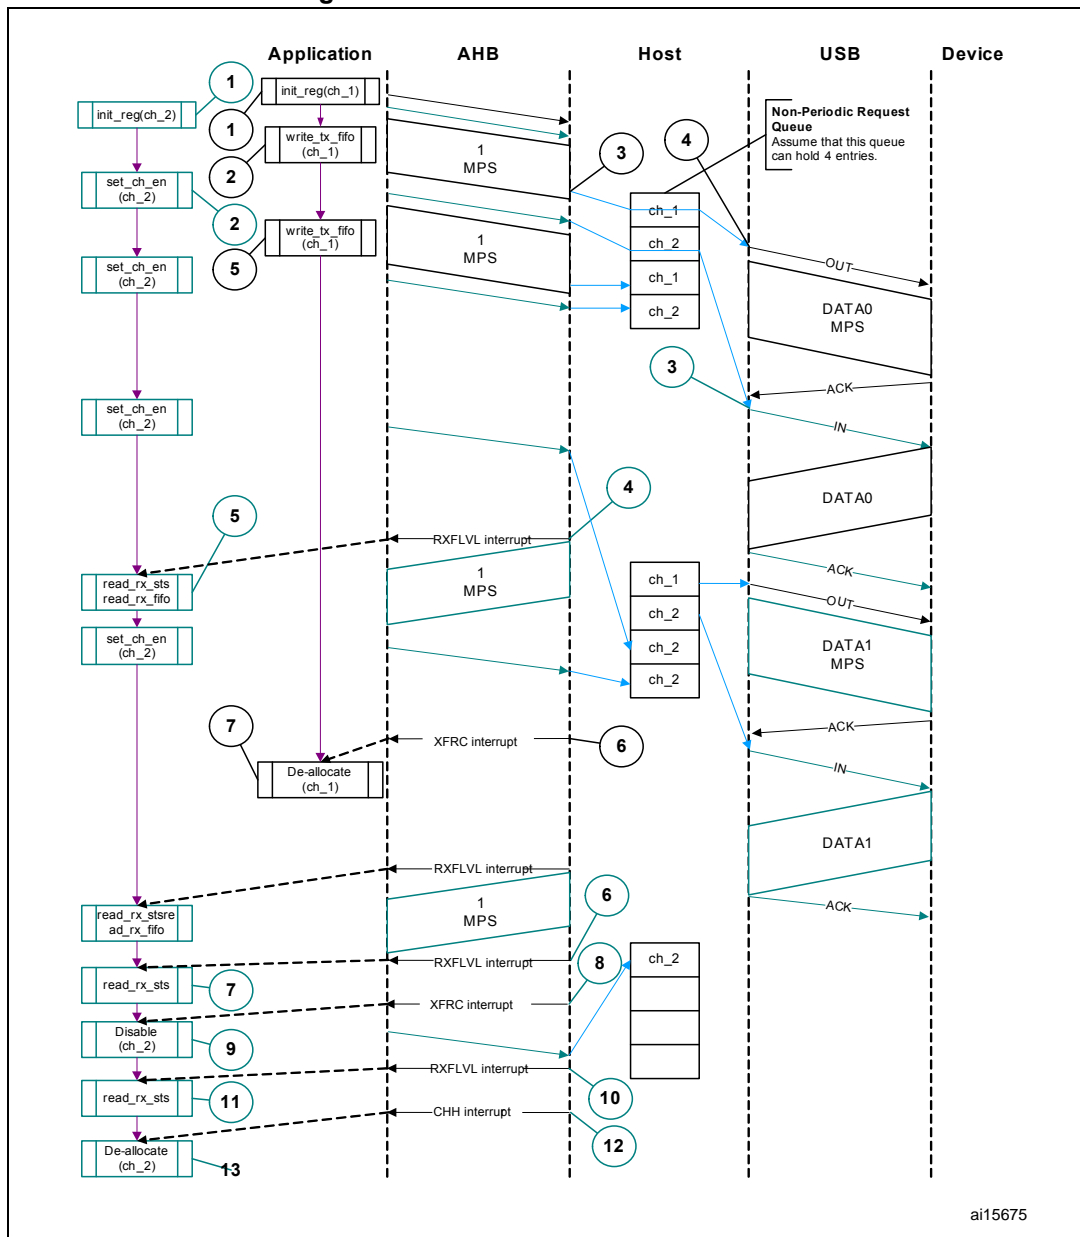 g
Application
AHB
Host
USB
Device
1
init_reg(ch_1)
init_reg(ch_2)
1
Non-Periodic Request
Queue
Assume that this queue
can hold 4 entries.
write_tx_fifo
(ch_1)
2
1
MPS
3
4
set_ch_en
(ch_2)
2
ch_1
ch_2
ch_1
ch_2
write_tx_fifo
(ch_1)
5
1
MPS
set_ch_en
(ch_2)
OUT
DATA0
MPS
3
ACK
set_ch_en
(ch_2)
IN
4
DATA0
5
RXFLVL interrupt
ACK
read_rx_sts
read_rx_fifo
1
MPS
ch_1
ch_2
ch_2
ch_2
OUT
set_ch_en
(ch_2)
DATA1
MPS
7
XFRC interrupt
6
ACK
De-allocate
(ch_1)
IN
DATA1
RXFLVL interrupt
6
read_rx_stsre
ad_rx_fifo
1
MPS
ACK
RXFLVL interrupt
8
ch_2
read_rx_sts
7
XFRC interrupt
Disable
(ch_2)
9
RXFLVL interrupt
10
read_rx_sts
11
CHH interrupt
12
De-allocate
(ch_2)
13
ai15675